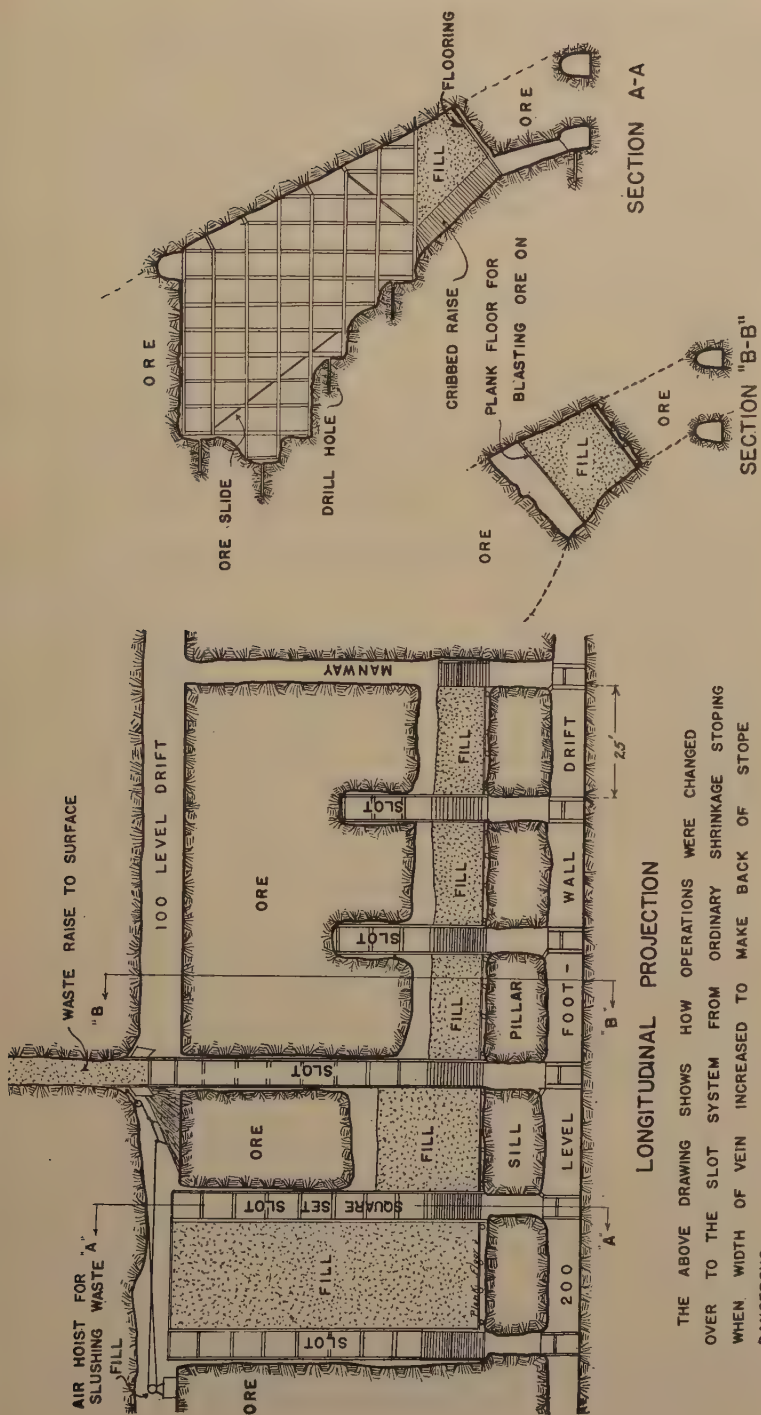 AIR HOIST FOR
SLUSHING WASTE
FILL
"A"
WASTE RAISE TO SURFACE
"B"
100 LEVEL DRIFT
ORE
ORE
ORE
MANWAY
SLOT
FILL
SQUARE SET SLOT
FILL
SLOT
SLOT
SLOT
FILL
FILL
FILL
Plank Floor
SILL
PILLAR
200
LEVEL
FOOT-
WALL
DRIFT
25'
"A"
"B"
LONGITUDINAL PROJECTION
THE ABOVE DRAWING SHOWS HOW OPERATIONS WERE CHANGED
OVER TO THE SLOT SYSTEM FROM ORDINARY SHRINKAGE STOPING
WHEN WIDTH OF VEIN INCREASED TO MAKE BACK OF STOPE
ORE
ORE SLIDE
DRILL HOLE
FILL
FLOORING
ORE
CRIBBED RAISE
SECTION A-A
PLANK FLOOR FOR
BLASTING ORE ON
ORE
FILL
ORE
SECTION "B-B"